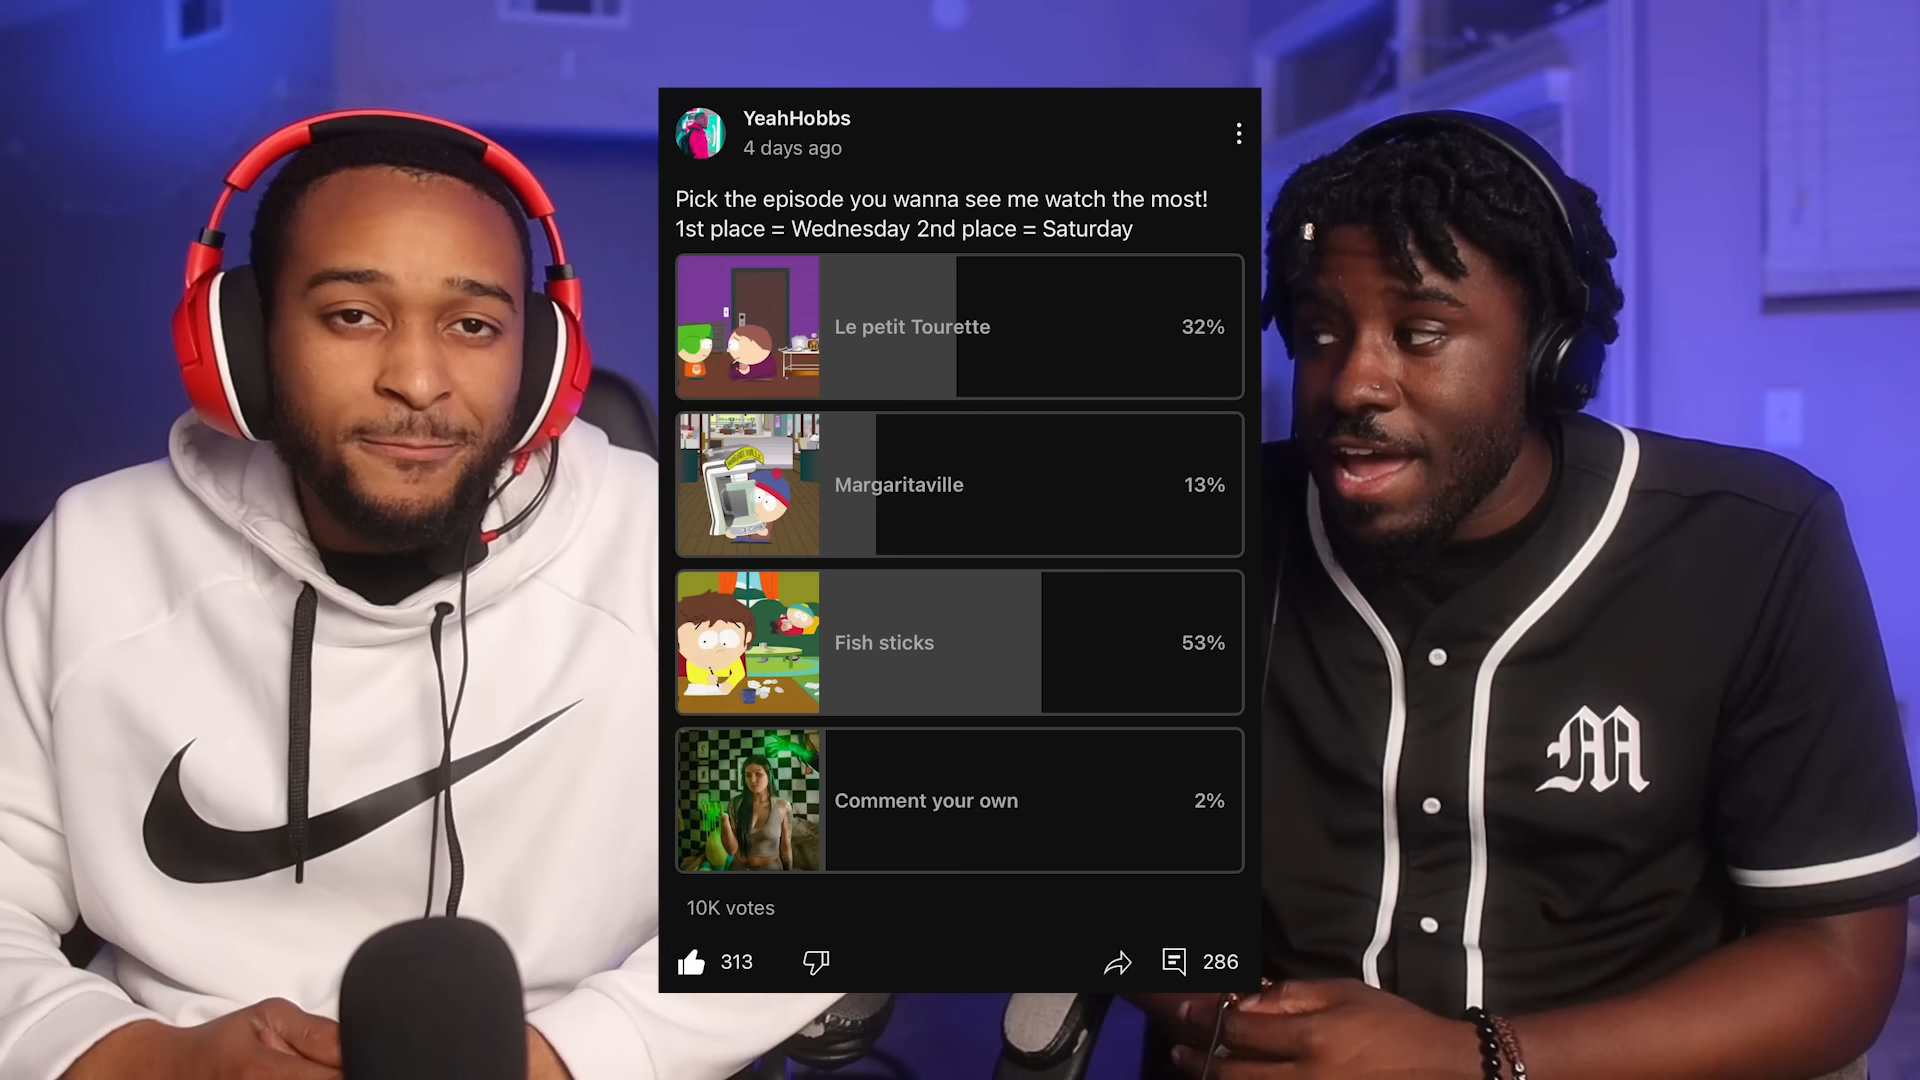 YeahHobbs
4 days ago
Pick the episode you wanna see me watch the most!
1st place = Wednesday 2nd place = Saturday
Le petit Tourette
32%
Margaritaville
13%
Fish sticks
53%
Comment your own
2%
10K votes
313
286
M